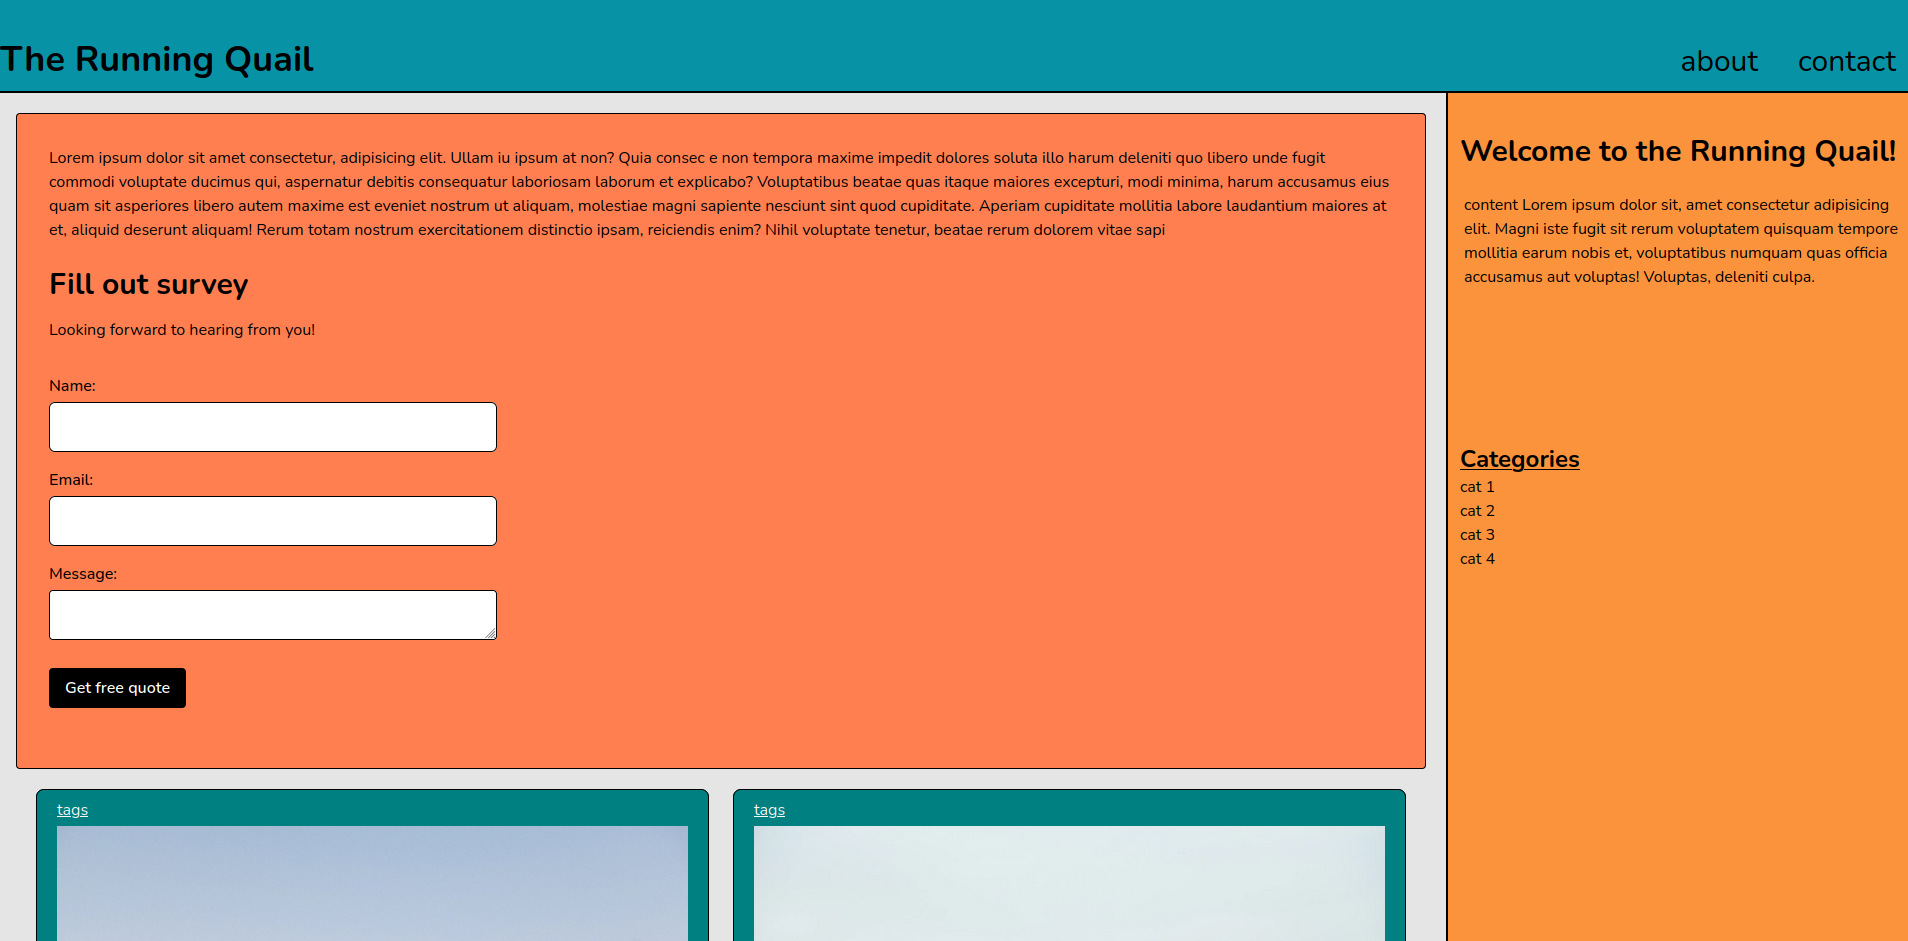 The Running Quail
about contact
Lorem ipsum dolor sit amet consectetur, adipisicing elit. Ullam iu ipsum at non? Quia consec e non tempora maxime impedit dolores soluta illo harum deleniti quo libero unde fugit
commodi voluptate ducimus qui, aspernatur debitis consequatur laboriosam laborum et explicabo? Voluptatibus beatae quas itaque maiores excepturi, modi minima, harum accusamus eius
quam sit asperiores libero autem maxime est eveniet nostrum ut aliquam, molestiae magni sapiente nesciunt sint quod cupiditate. Aperiam cupiditate mollitia labore laudantium maiores at
et, aliquid deserunt aliquam! Rerum totam nostrum exercitationem distinctio ipsam, reiciendis enim? Nihil voluptate tenetur, beatae rerum dolorem vitae sapi
Fill out survey
Looking forward to hearing from you!
Name:
Email:
Message:
Get free quote
tags
tags
Welcome to the Running Quail!
content Lorem ipsum dolor sit, amet consectetur adipisicing
elit. Magni iste fugit sit rerum voluptatem quisquam tempore
mollitia earum nobis et, voluptatibus numquam quas officia
accusamus aut voluptas! Voluptas, deleniti culpa.
Categories
cat 1
cat 2
cat 3
cat 4